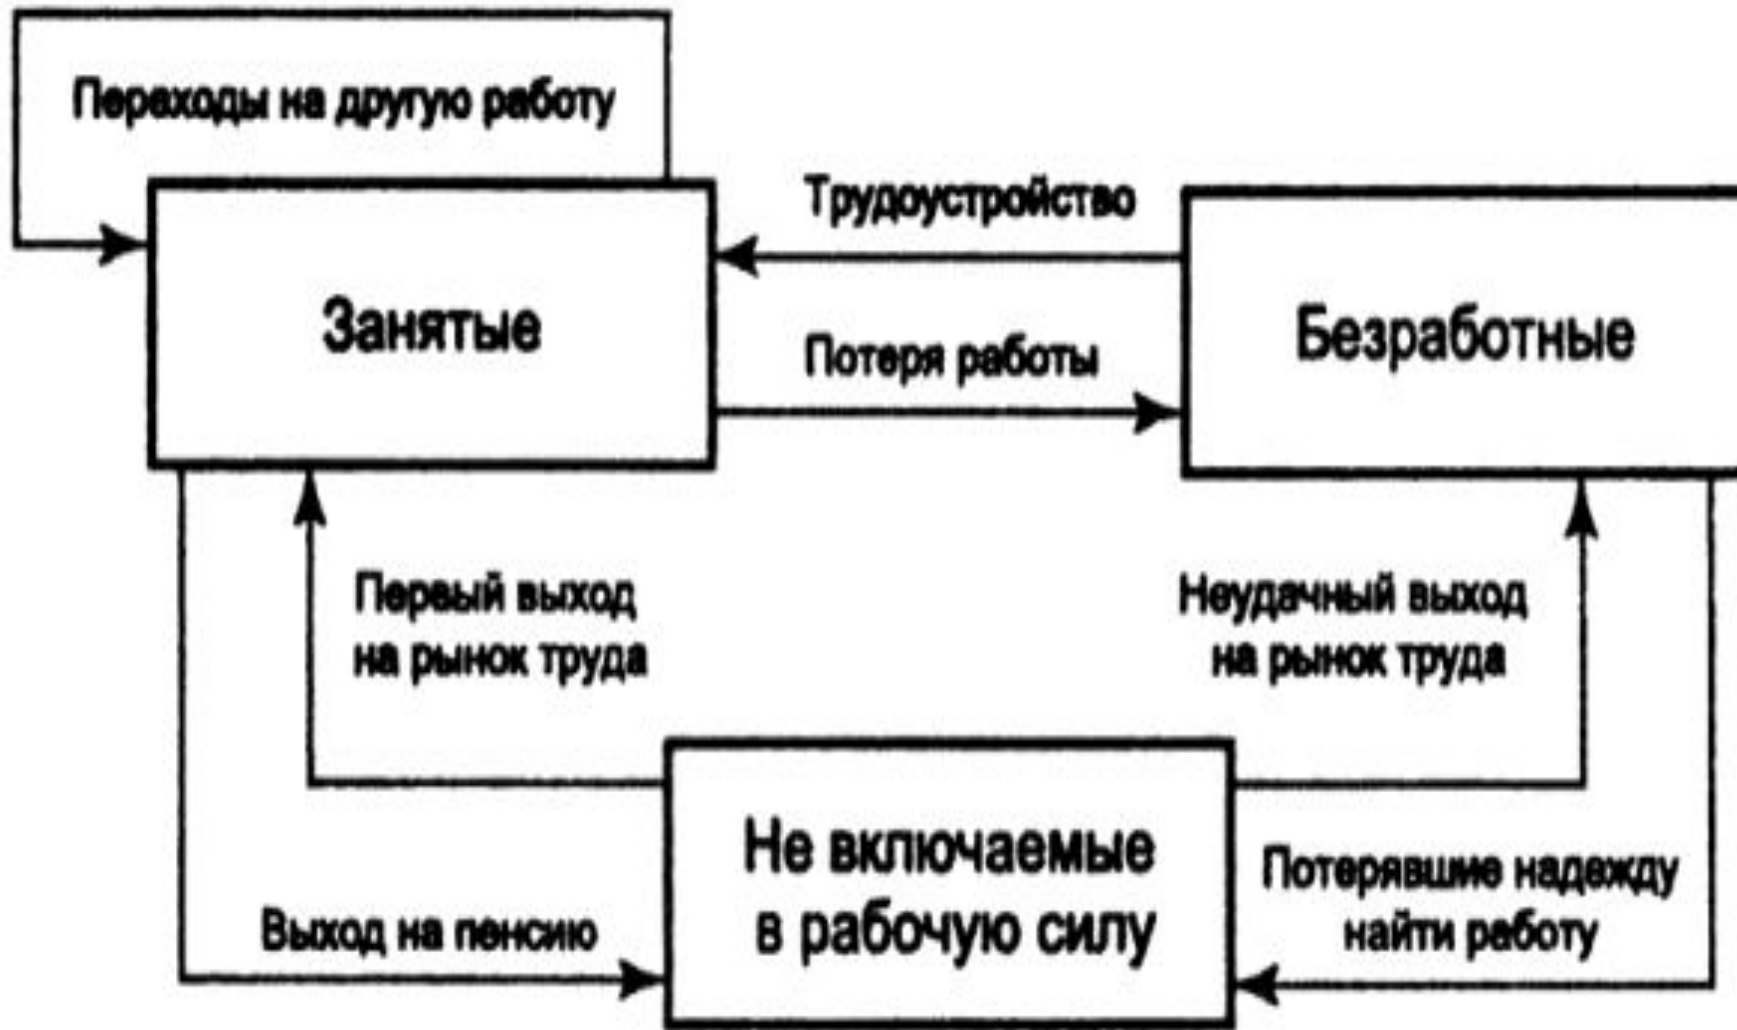 Переходы на другую работу
Трудоустройство
Занятые
Потеря работы
Безработные
Первый выход
на рынок труда
Неудачный выход
на рынок труда
Не включаемые
в рабочую силу
Выход на пенсию
Потерявшие надежду
найти работу